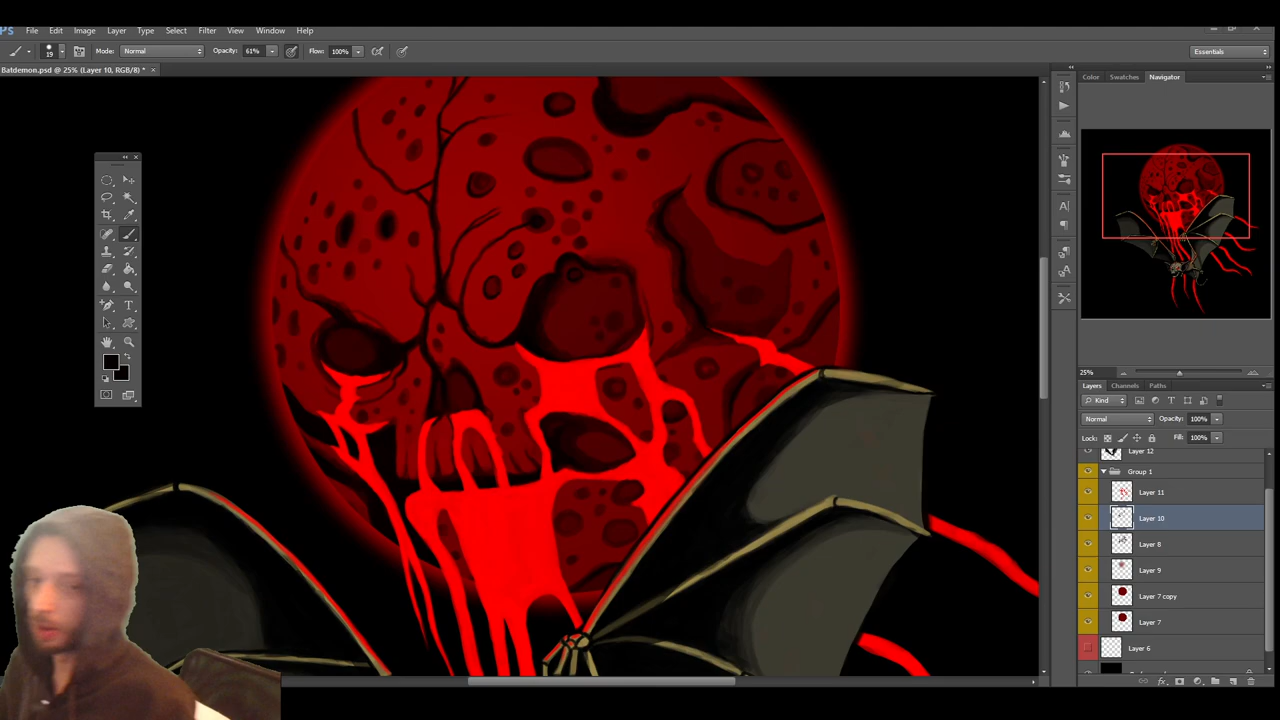 Ps File Edit Image Layer Type Select Filter View Window Help
19 Mode: Normal Opacity: 61% Flow: 100% Essentials
Batdemon.psd @ 25% (Layer 10, RGB/8) * ×
Color Swatches Navigator
25%
Layers Channels Paths
Kind
Normal Opacity: 100%
Lock: Fill: 100%
Layer 12
Group 1
Layer 11
Layer 10
Layer 8
Layer 9
Layer 7 copy
Layer 7
Layer 6